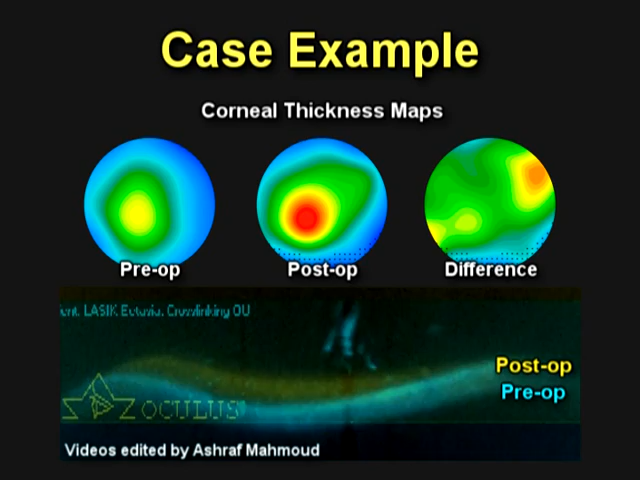 Case Example
Corneal Thickness Maps
Pre-op
Post-op
Difference
LASIK, Ectasia, Crosslinking OU
Post-op
Pre-op
OCULUS
Videos edited by Ashraf Mahmoud